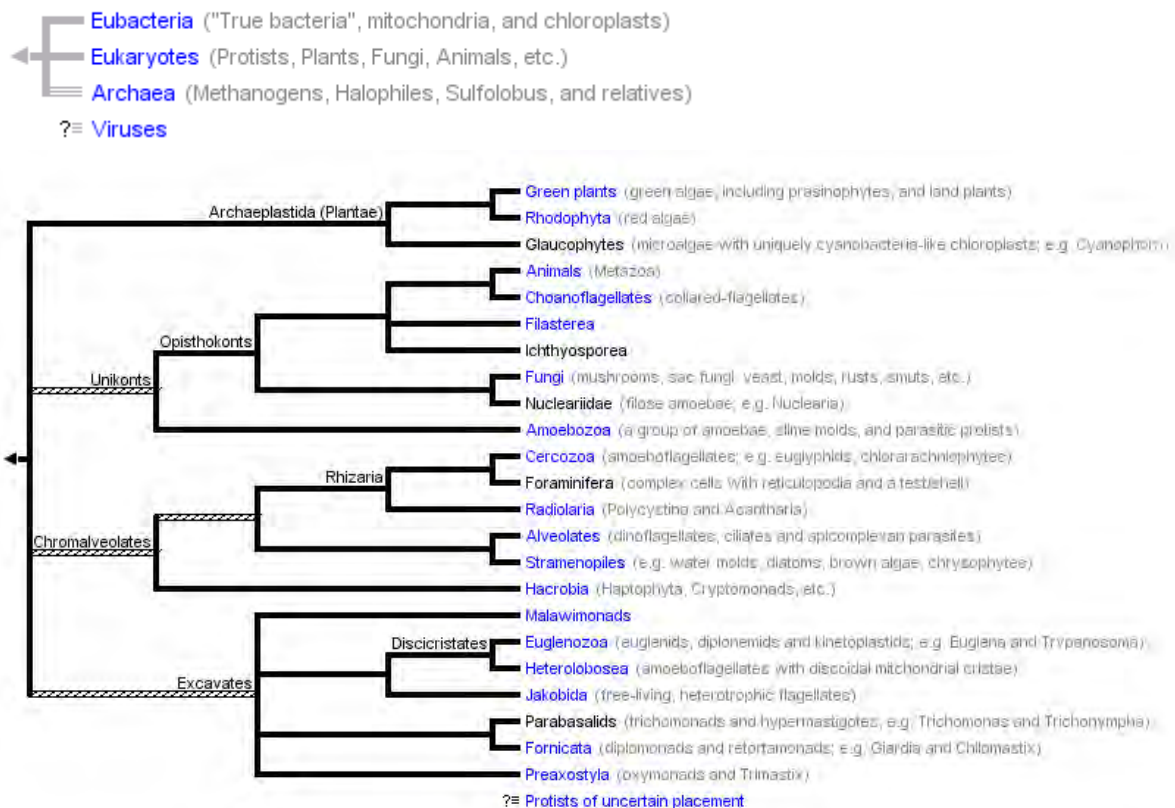 Eubacteria ("True bacteria", mitochondria, and chloroplasts)
Eukaryotes (Protists, Plants, Fungi, Animals, etc.)
Archaea (Methanogens, Halophiles, Sulfolobus, and relatives)
?≡ Viruses
Green plants (green algae, including prasinophytes, and land plants)
Archaeplastida (Plantae)
Rhodophyta (red algae)
Glaucophytes (microalgae with uniquely cyanobacteria-like chloroplasts; e.g.
Animals (Metazoa)
Choanoflagellates (collared-flagellates)
Filasterea
Opisthokonts
Ichthyosporea
Unikonts
Fungi (mushrooms, sac fungi, yeast, molds, rusts, smuts, etc.)
Nucleariidae (filose amoebae; e.g. Nuclearia)
Amoebozoa (a group of amoebae, slime molds, and parasitic protists)
Cercozoa (amoeboflagellates; e.g. euglyphids, chlorarachniophytes)
Rhizaria
Foraminifera (complex cells with reticulopodia and a test/shell)
Radiolaria (Polycystina and Acantharia)
Alveolates (dinoflagellates, ciliates and apicomplexan parasites)
Chromalveolates
Stramenopiles (e.g. water molds, diatoms, brown algae, chrysophytes)
Hacrobia (Haptophyta, Cryptomonads, etc.)
Malawimonads
Discicristates
Euglenozoa (euglenids, diplonemids and kinetoplastids; e.g. Euglena and Trypanosoma)
Heterolobosea (amoeboflagellates with discoidal mitchondrial cristae)
Excavates
Jakobida (free-living, heterotrophic flagellates)
Parabasalids (trichomonads and hypermastigotes, e.g. Trichomonas and Trichonympha)
Fornicata (diplomonads and retortamonads; e.g. Giardia and Chilomastix)
Preaxostyla (oxymonads and Trimastix)
?≡ Protists of uncertain placement